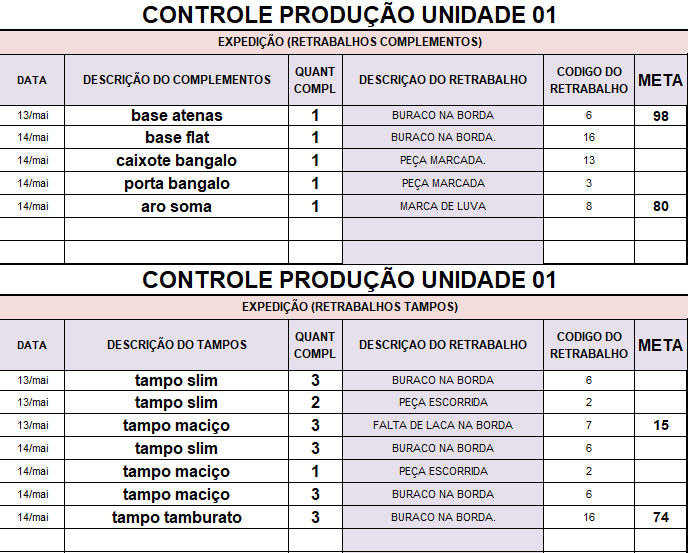 CONTROLE PRODUÇÃO UNIDADE 01
EXPEDIÇÃO (RETRABALHOS COMPLEMENTOS)
DATA DESCRIÇÃO DO COMPLEMENTOS QUANT COMPL DESCRIÇAO DO RETRABALHO CODIGO DO RETRABALHO META
13/mai base atenas 1 BURACO NA BORDA 6 98
14/mai base flat 1 BURACO NA BORDA. 16
14/mai caixote bangalo 1 PEÇA MARCADA. 13
14/mai porta bangalo 1 PEÇA MARCADA 3
14/mai aro soma 1 MARCA DE LUVA 8 80
CONTROLE PRODUÇÃO UNIDADE 01
EXPEDIÇÃO (RETRABALHOS TAMPOS)
DATA DESCRIÇÃO DO TAMPOS QUANT COMPL DESCRIÇAO DO RETRABALHO CODIGO DO RETRABALHO META
13/mai tampo slim 3 BURACO NA BORDA 6
13/mai tampo slim 2 PEÇA ESCORRIDA 2
13/mai tampo maciço 3 FALTA DE LACA NA BORDA 7 15
14/mai tampo slim 3 BURACO NA BORDA 6
14/mai tampo maciço 1 PEÇA ESCORRIDA 2
14/mai tampo maciço 3 BURACO NA BORDA 6
14/mai tampo tamburato 3 BURACO NA BORDA. 16 74